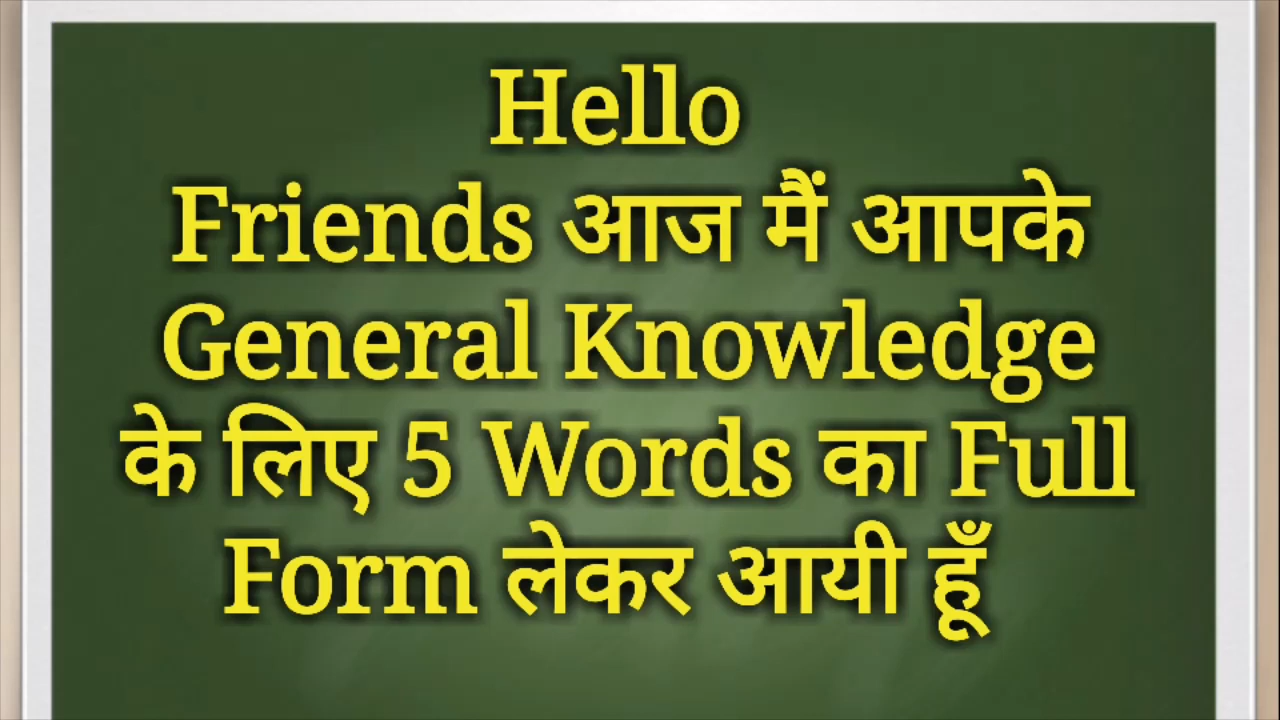 Hello
Friends आज मैं आपके
General Knowledge
के लिए 5 Words का Full
Form लेकर आयी हूँ